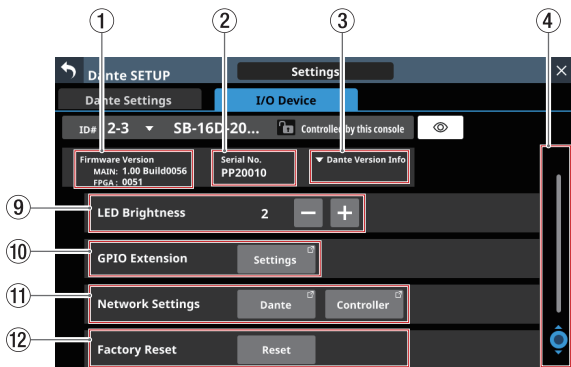 ① ② ③ ④
Dante SETUP Settings ×
Dante Settings I/O Device
ID# 2-3 ▼ SB-16D-20... Controlled by this console
Firmware Version
MAIN: 1.00 Build0056
FPGA : 0051
Serial No.
PP20010
▼ Dante Version Info
⑨ LED Brightness 2 − +
⑩ GPIO Extension Settings
⑪ Network Settings Dante Controller
⑫ Factory Reset Reset